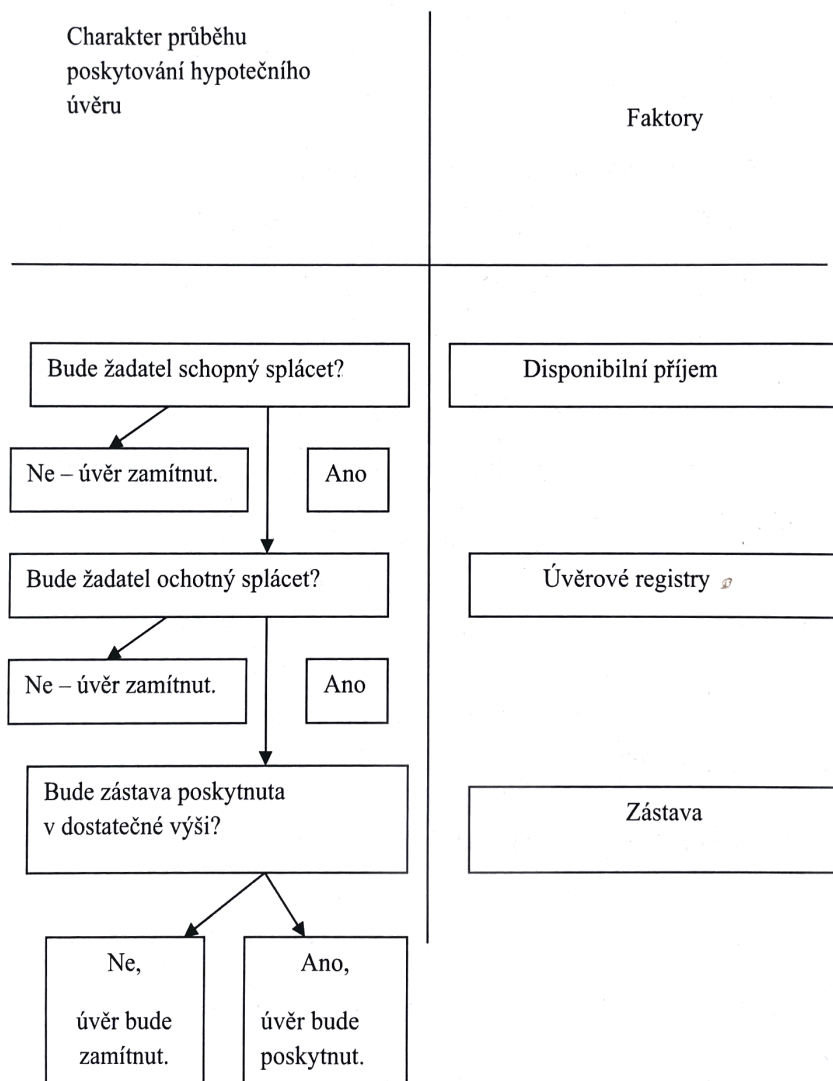 Charakter průběhu
poskytování hypotečního
úvěru
Faktory
Bude žadatel schopný splácet?
Disponibilní příjem
Ne – úvěr zamítnut.
Ano
Bude žadatel ochotný splácet?
Úvěrové registry
Ne – úvěr zamítnut.
Ano
Bude zástava poskytnuta
v dostatečné výši?
Zástava
Ne,
úvěr bude
zamítnut.
Ano,
úvěr bude
poskytnut.